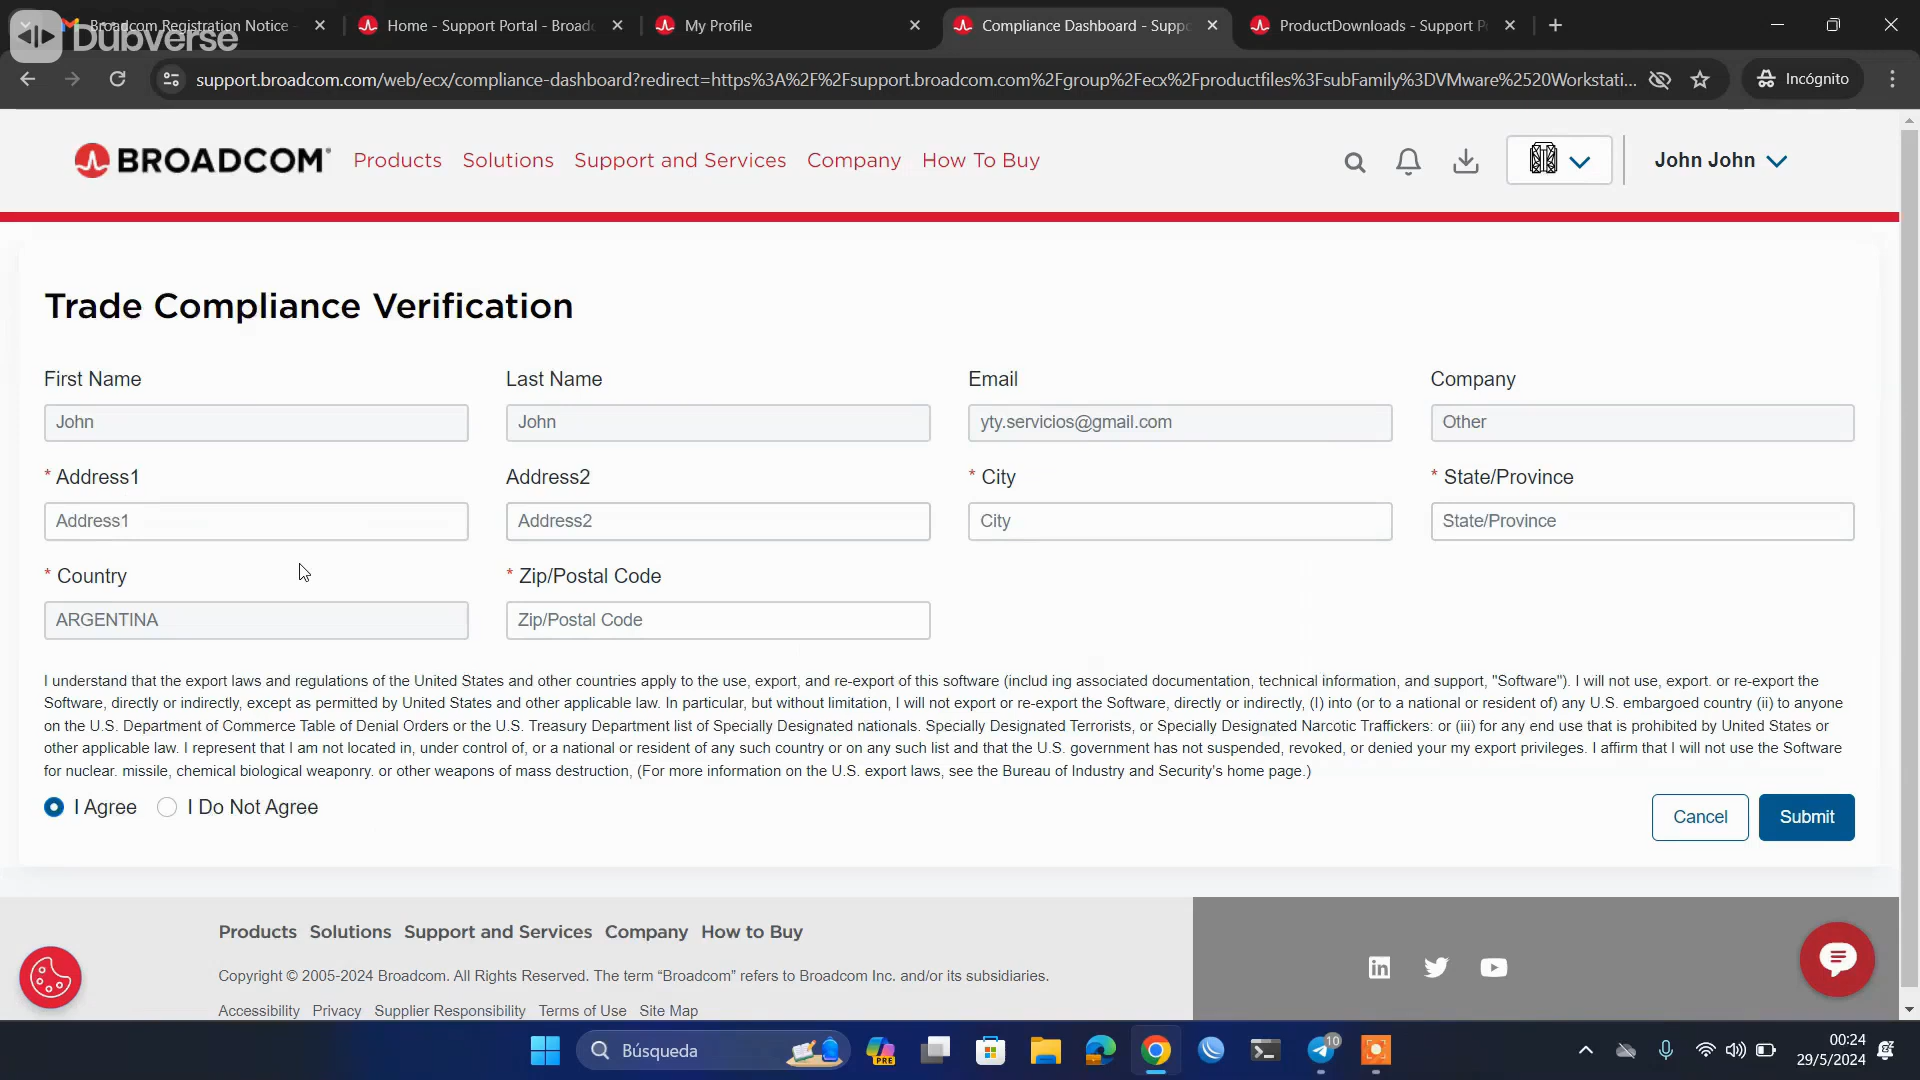 Broadcom Registration Notice
Home - Support Portal - Broadc
My Profile
Compliance Dashboard - Suppo
ProductDownloads - Support P
Dubverse
support.broadcom.com/web/ecx/compliance-dashboard?redirect=https%3A%2F%2Fsupport.broadcom.com%2Fgroup%2Fecx%2Fproductfiles%3FsubFamily%3DVMware%2520Workstati...
Incógnito
BROADCOM®
Products Solutions Support and Services Company How To Buy
John John
Trade Compliance Verification
First Name
Last Name
Email
Company
John
John
yty.servicios@gmail.com
Other
* Address1
Address2
* City
* State/Province
Address1
Address2
City
State/Province
* Country
* Zip/Postal Code
ARGENTINA
Zip/Postal Code
I understand that the export laws and regulations of the United States and other countries apply to the use, export, and re-export of this software (includ ing associated documentation, technical information, and support, "Software"). I will not use, export. or re-export the
Software, directly or indirectly, except as permitted by United States and other applicable law. In particular, but without limitation, I will not export or re-export the Software, directly or indirectly, (I) into (or to a national or resident of) any U.S. embargoed country (ii) to anyone
on the U.S. Department of Commerce Table of Denial Orders or the U.S. Treasury Department list of Specially Designated nationals. Specially Designated Terrorists, or Specially Designated Narcotic Traffickers: or (iii) for any end use that is prohibited by United States or
other applicable law. I represent that I am not located in, under control of, or a national or resident of any such country or on any such list and that the U.S. government has not suspended, revoked, or denied your my export privileges. I affirm that I will not use the Software
for nuclear. missile, chemical biological weaponry. or other weapons of mass destruction, (For more information on the U.S. export laws, see the Bureau of Industry and Security's home page.)
I Agree I Do Not Agree
Cancel
Submit
Products Solutions Support and Services Company How to Buy
Copyright © 2005-2024 Broadcom. All Rights Reserved. The term “Broadcom” refers to Broadcom Inc. and/or its subsidiaries.
Accessibility Privacy Supplier Responsibility Terms of Use Site Map
Búsqueda
PRE
10
00:24
29/5/2024